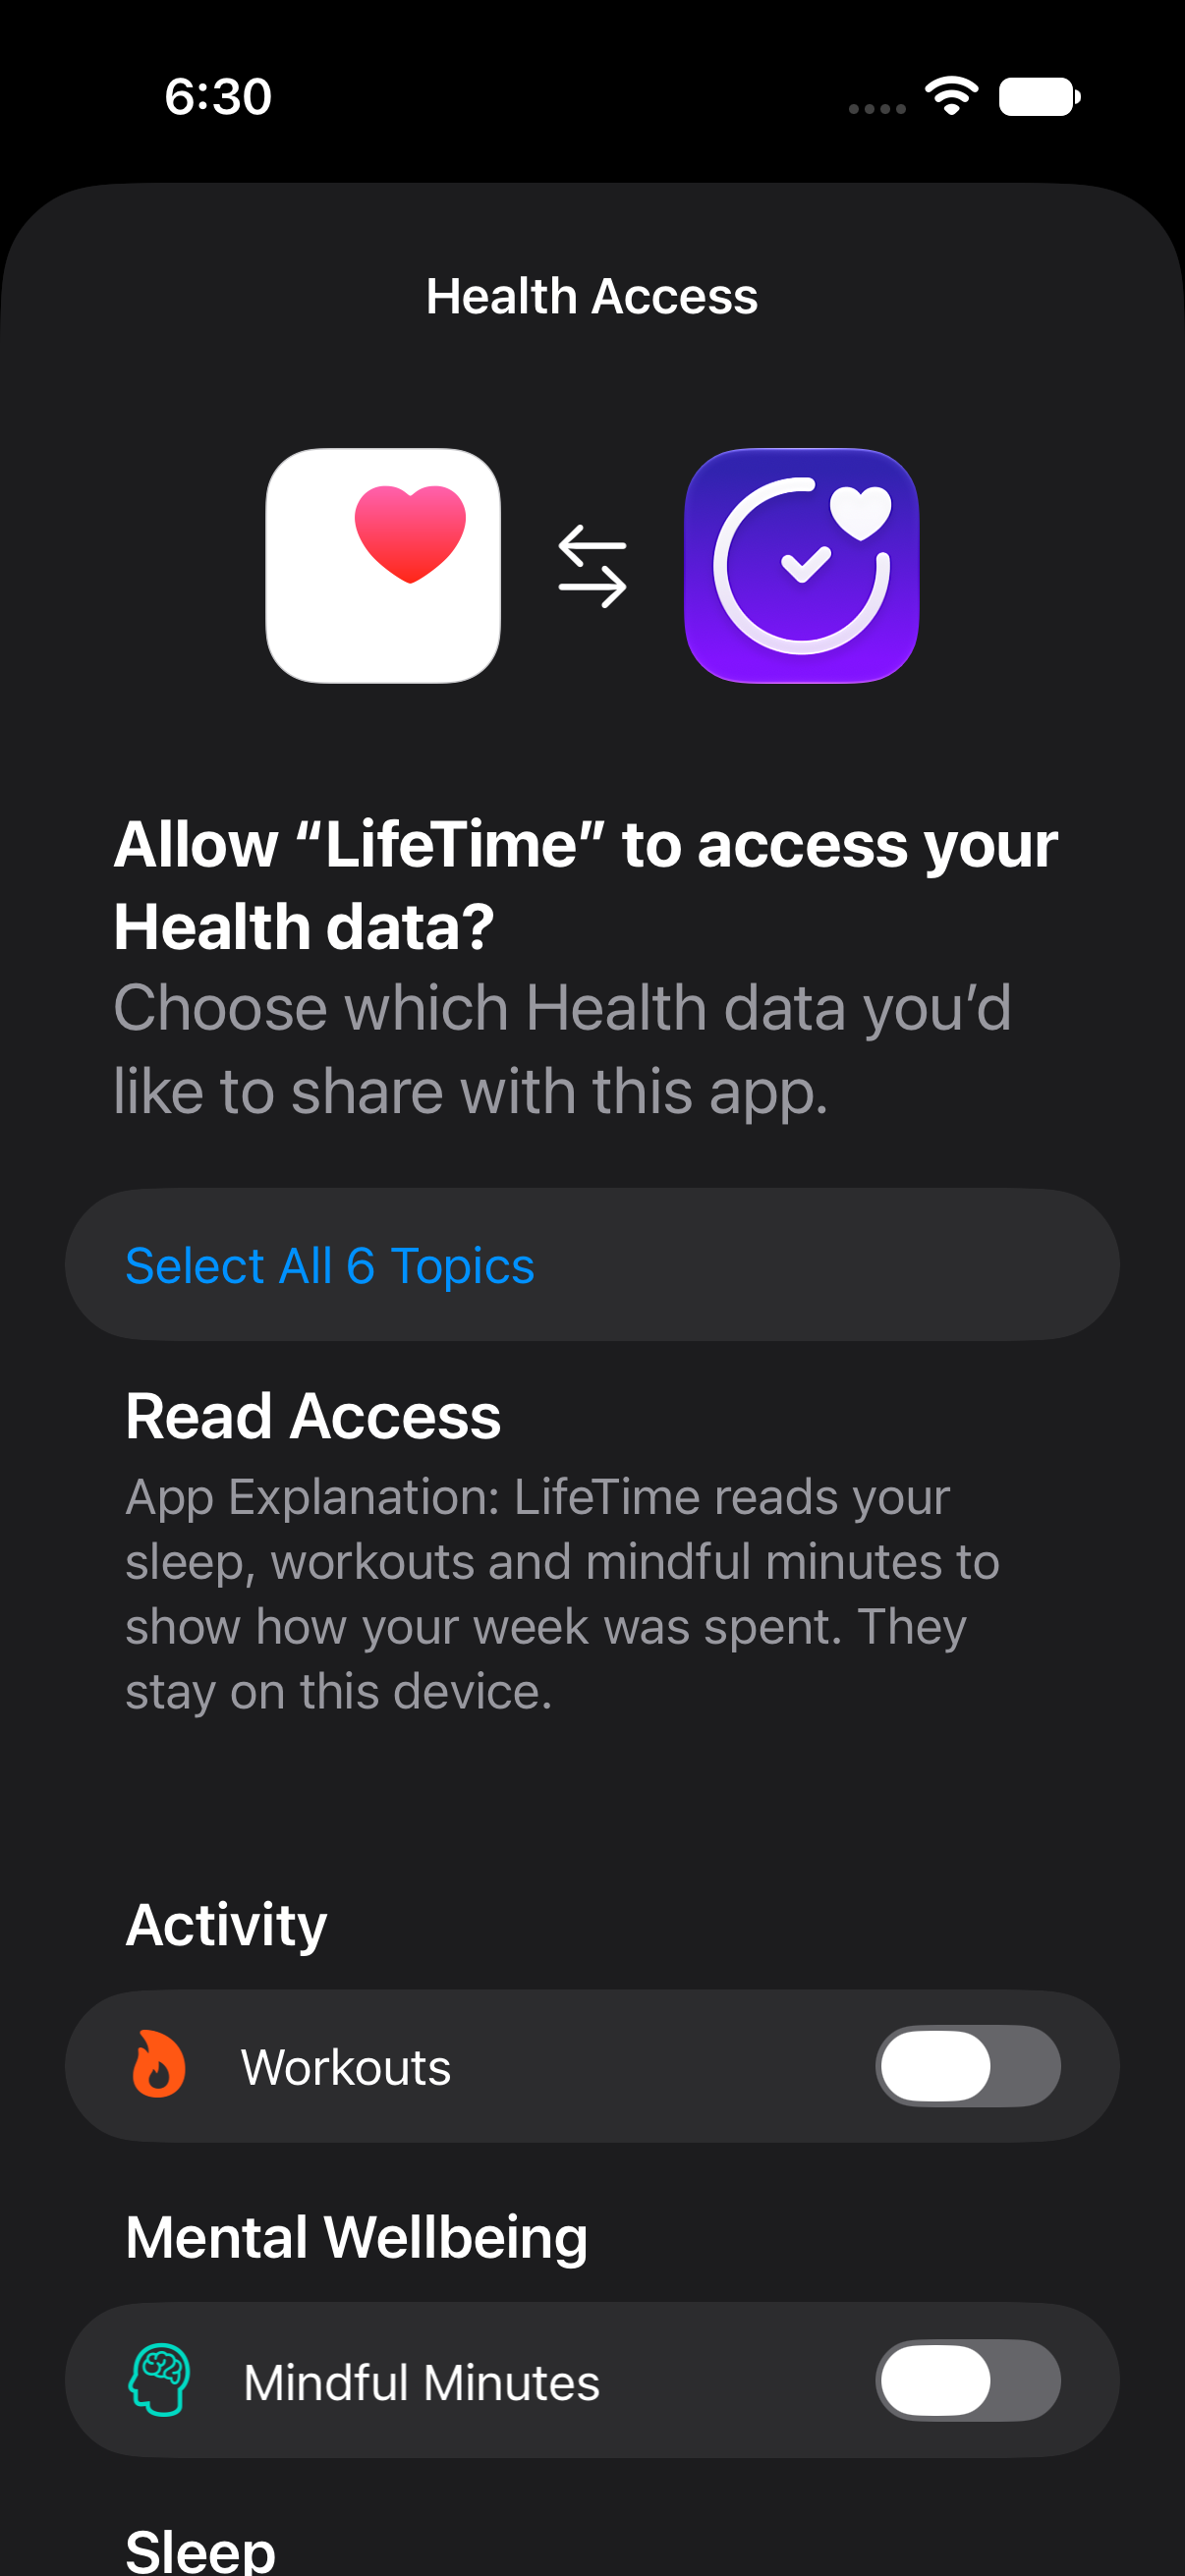 6:30
Health Access
Allow “LifeTime” to access your
Health data?
Choose which Health data you’d
like to share with this app.
Select All 6 Topics
Read Access
App Explanation: LifeTime reads your
sleep, workouts and mindful minutes to
show how your week was spent. They
stay on this device.
Activity
Workouts
Mental Wellbeing
Mindful Minutes
Sleep